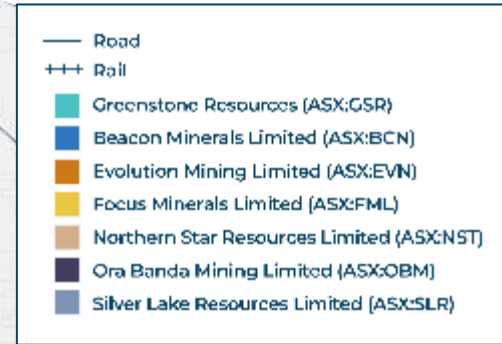 Road
Rail
Greenstone Resources (ASX:GSR)
Beacon Minerals Limited (ASX:BCN)
Evolution Mining Limited (ASX:EVN)
Focus Minerals Limited (ASX:FML)
Northern Star Resources Limited (ASX:NST)
Ora Banda Mining Limited (ASX:OBM)
Silver Lake Resources Limited (ASX:SLR)